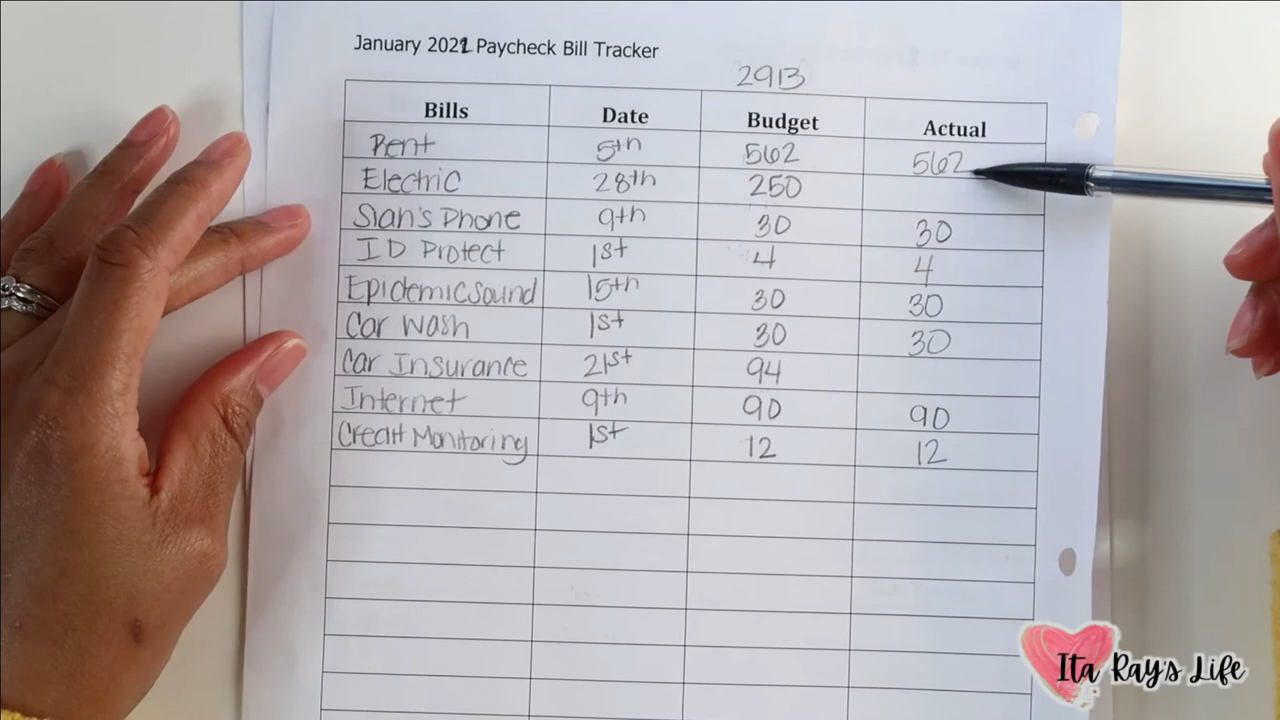 January 2022 Paycheck Bill Tracker
2913
Bills Date Budget Actual
Rent 5th 562 562
Electric 28th 250
Sian's Phone 9th 30 30
ID Protect 1st 4 4
Epidemicsound 15th 30 30
Car Wash 1st 30 30
Car Insurance 21st 94
Internet 9th 90 90
Credit Monitoring 1st 12 12
Ita Ray's Life